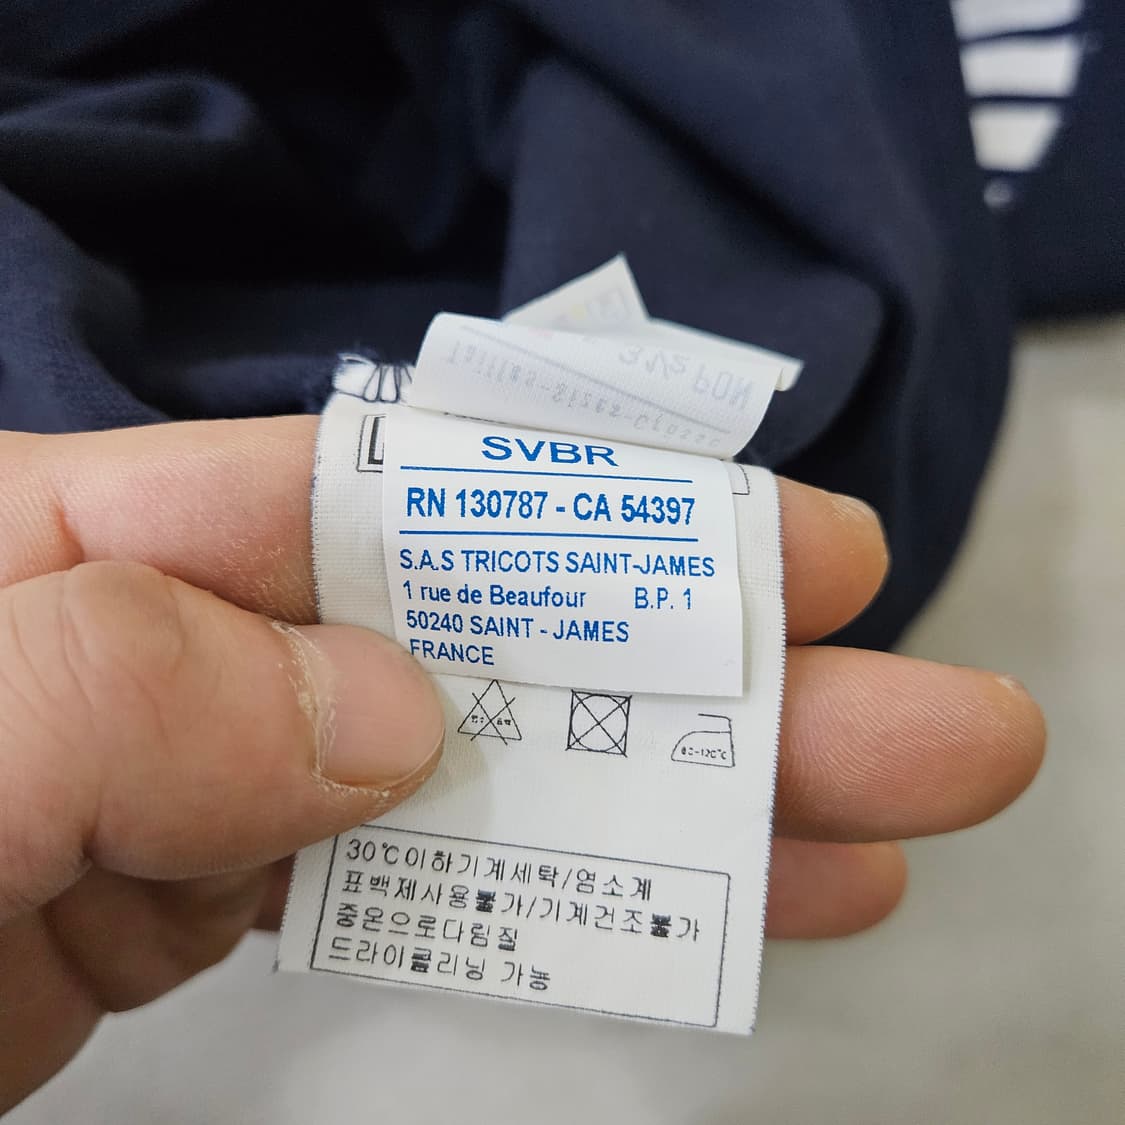 SVBR
RN 130787 - CA 54397
S.A.S TRICOTS SAINT-JAMES
1 rue de Beaufour B.P. 1
50240 SAINT - JAMES
FRANCE
30℃이하기계세탁/염소계
표백제사용불가/기계건조불가
중온으로다림질
드라이클리닝 가능